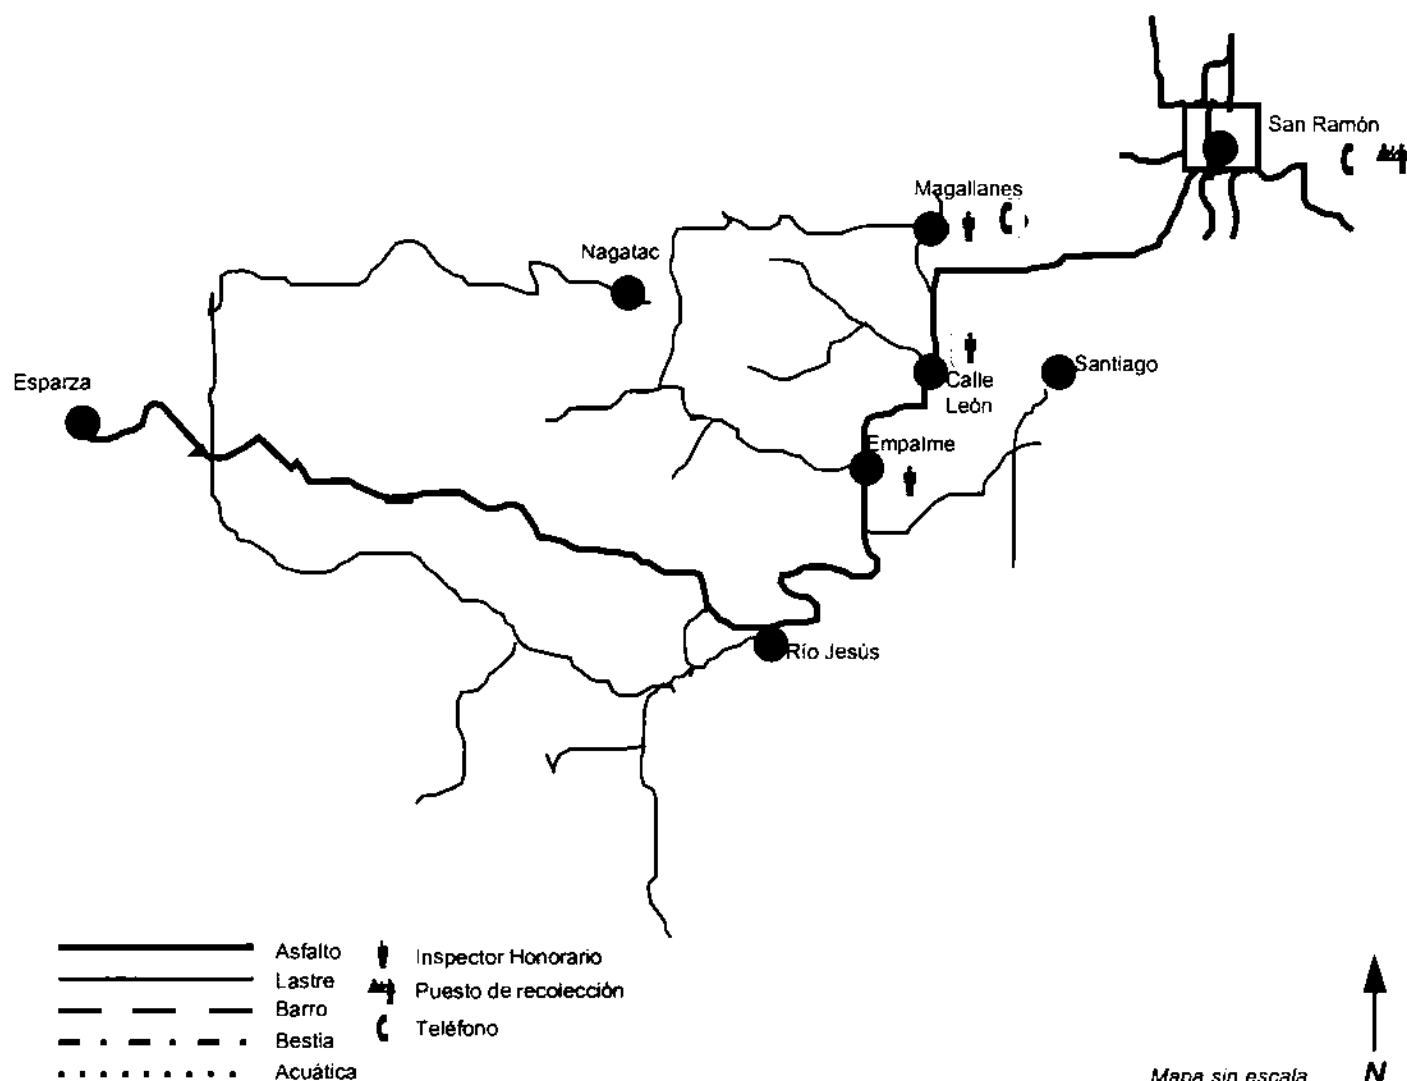 San Ramón
Magallanes
Nagatac
Esparza
Santiago
Calle
León
Empalme
Río Jesús
Asfalto
Lastre
Barro
Bestia
Acuática
Inspector Honorario
Puesto de recolección
Teléfono
Mapa sin escala
N